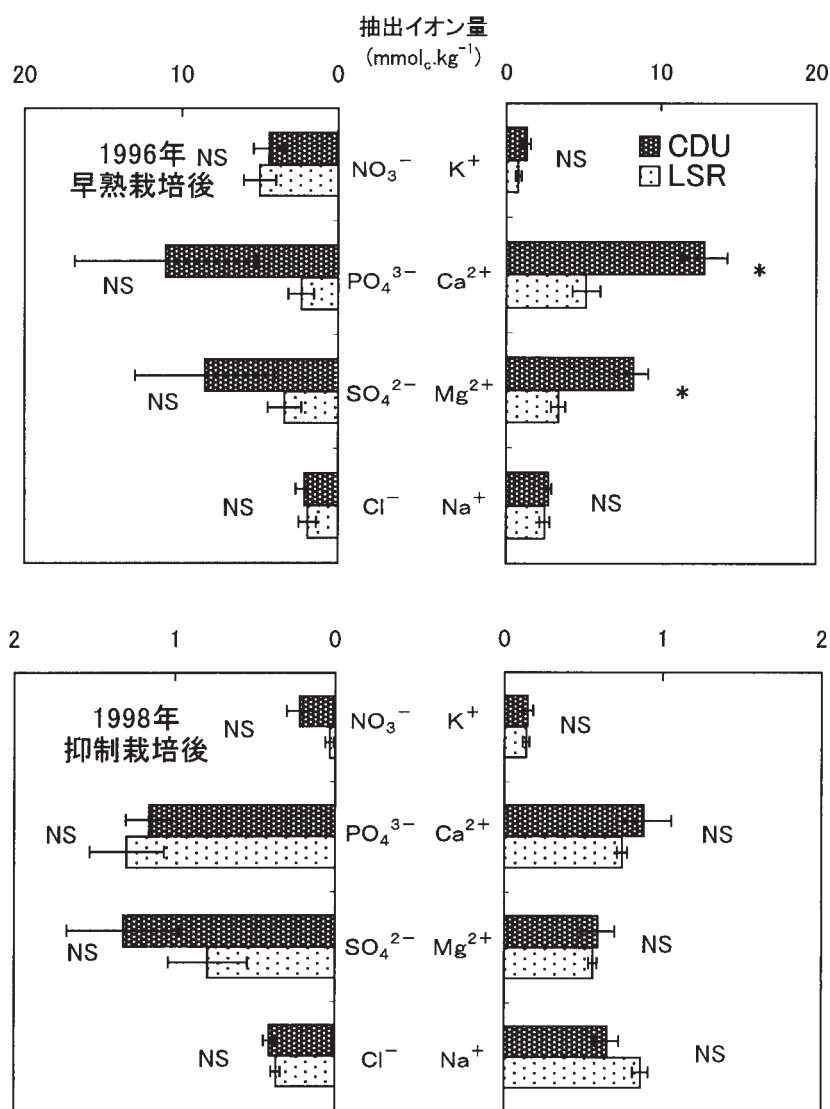 抽出イオン量
(mmolc.kg−1)
20 10 0 0 10 20
1996年
早熟栽培後
CDU
LSR
NS NO3− K+ NS
NS PO43− Ca2+ *
NS SO42− Mg2+ *
NS Cl− Na+ NS
2 1 0 0 1 2
1998年
抑制栽培後
NS NO3− K+ NS
NS PO43− Ca2+ NS
NS SO42− Mg2+ NS
NS Cl− Na+ NS